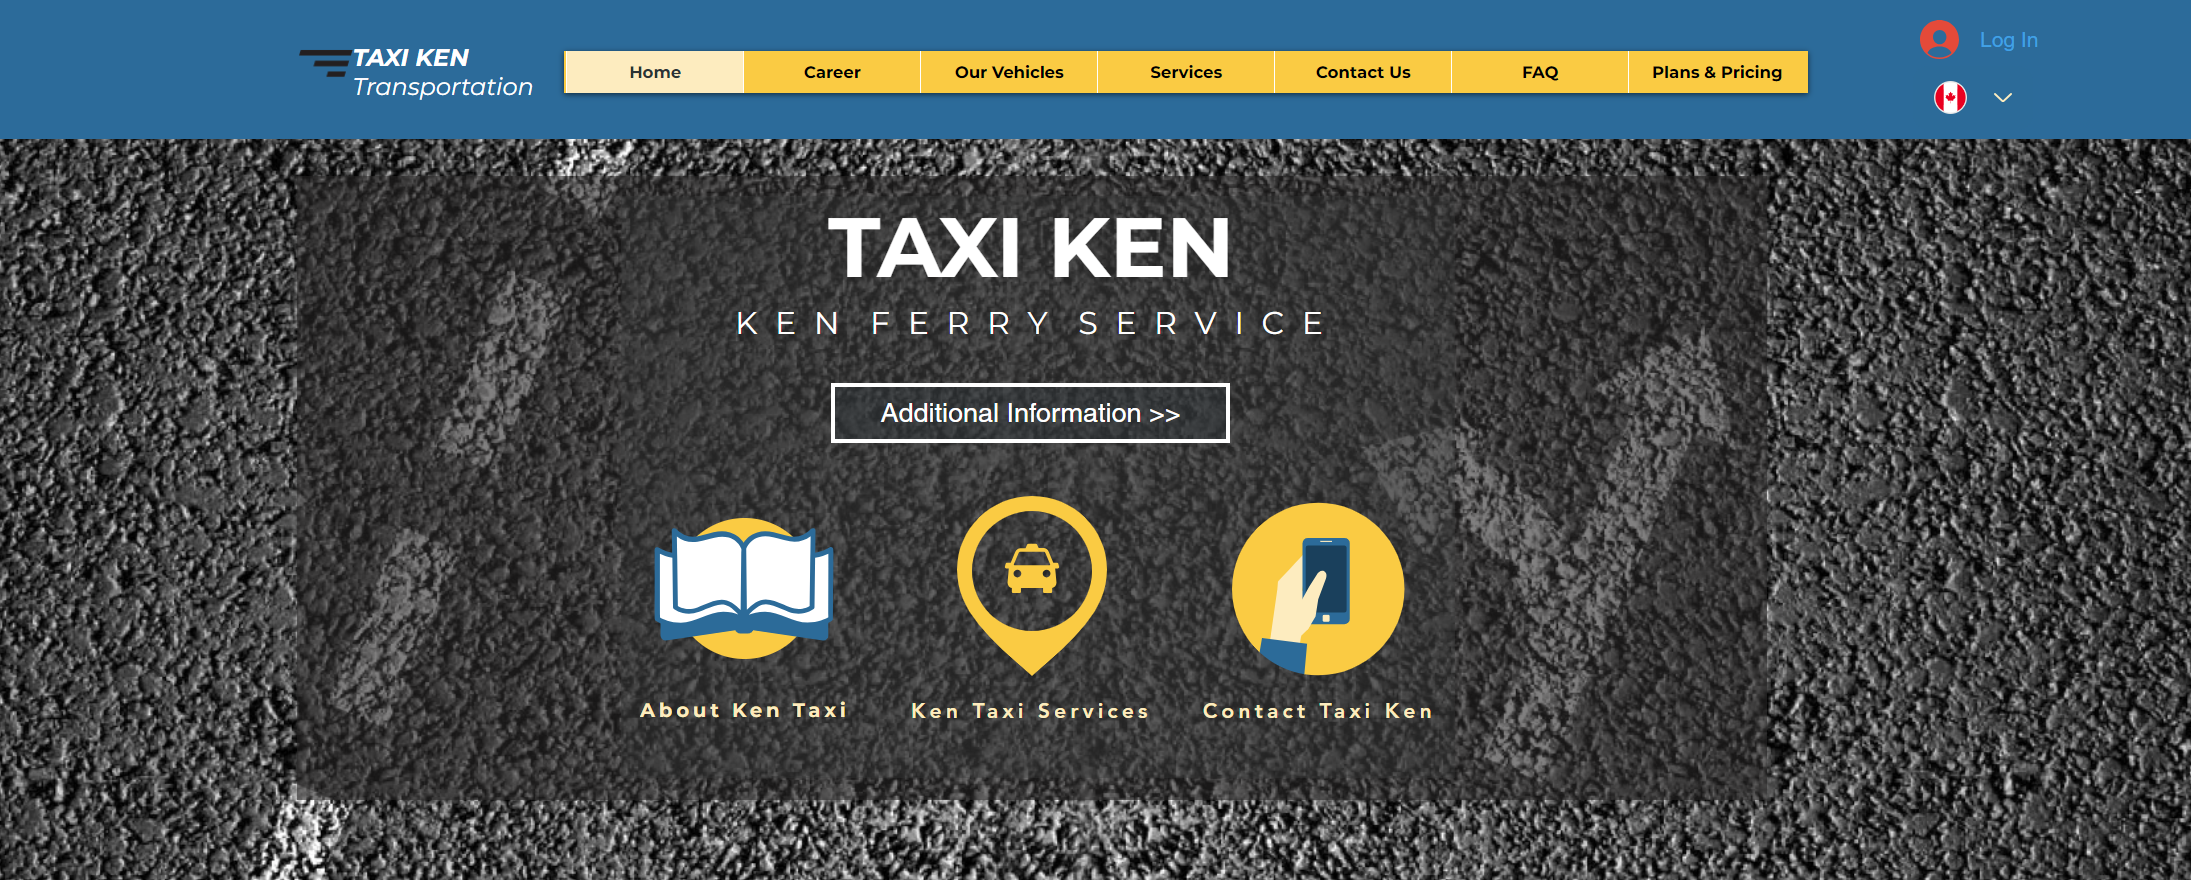 TAXI KEN
Transportation
Home
Career
Our Vehicles
Services
Contact Us
FAQ
Plans & Pricing
Log In
TAXI KEN
KEN FERRY SERVICE
Additional Information >>
About Ken Taxi
Ken Taxi Services
Contact Taxi Ken